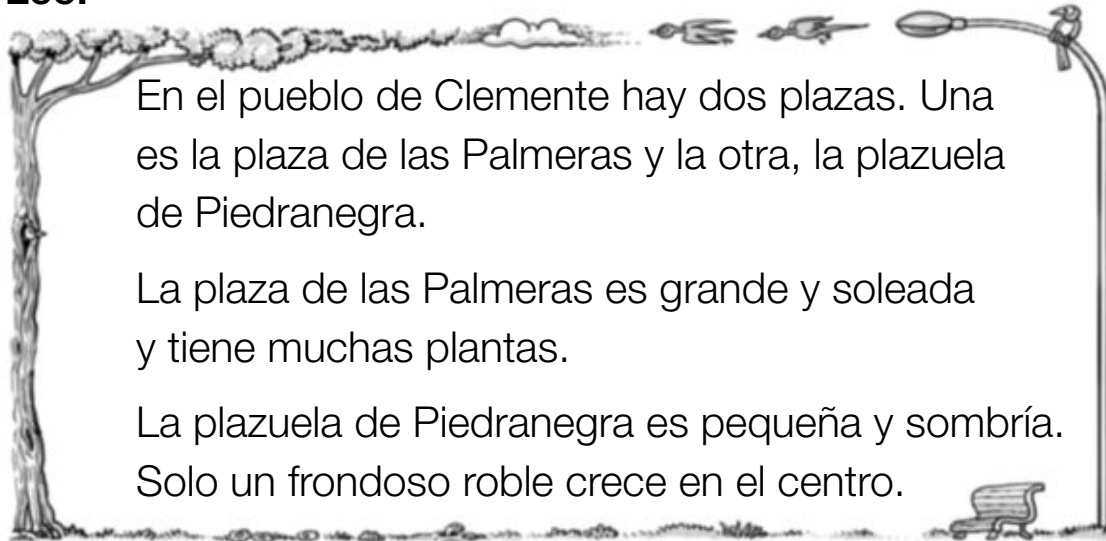 En el pueblo de Clemente hay dos plazas. Una
es la plaza de las Palmeras y la otra, la plazuela
de Piedranegra.
La plaza de las Palmeras es grande y soleada
y tiene muchas plantas.
La plazuela de Piedranegra es pequeña y sombría.
Solo un frondoso roble crece en el centro.